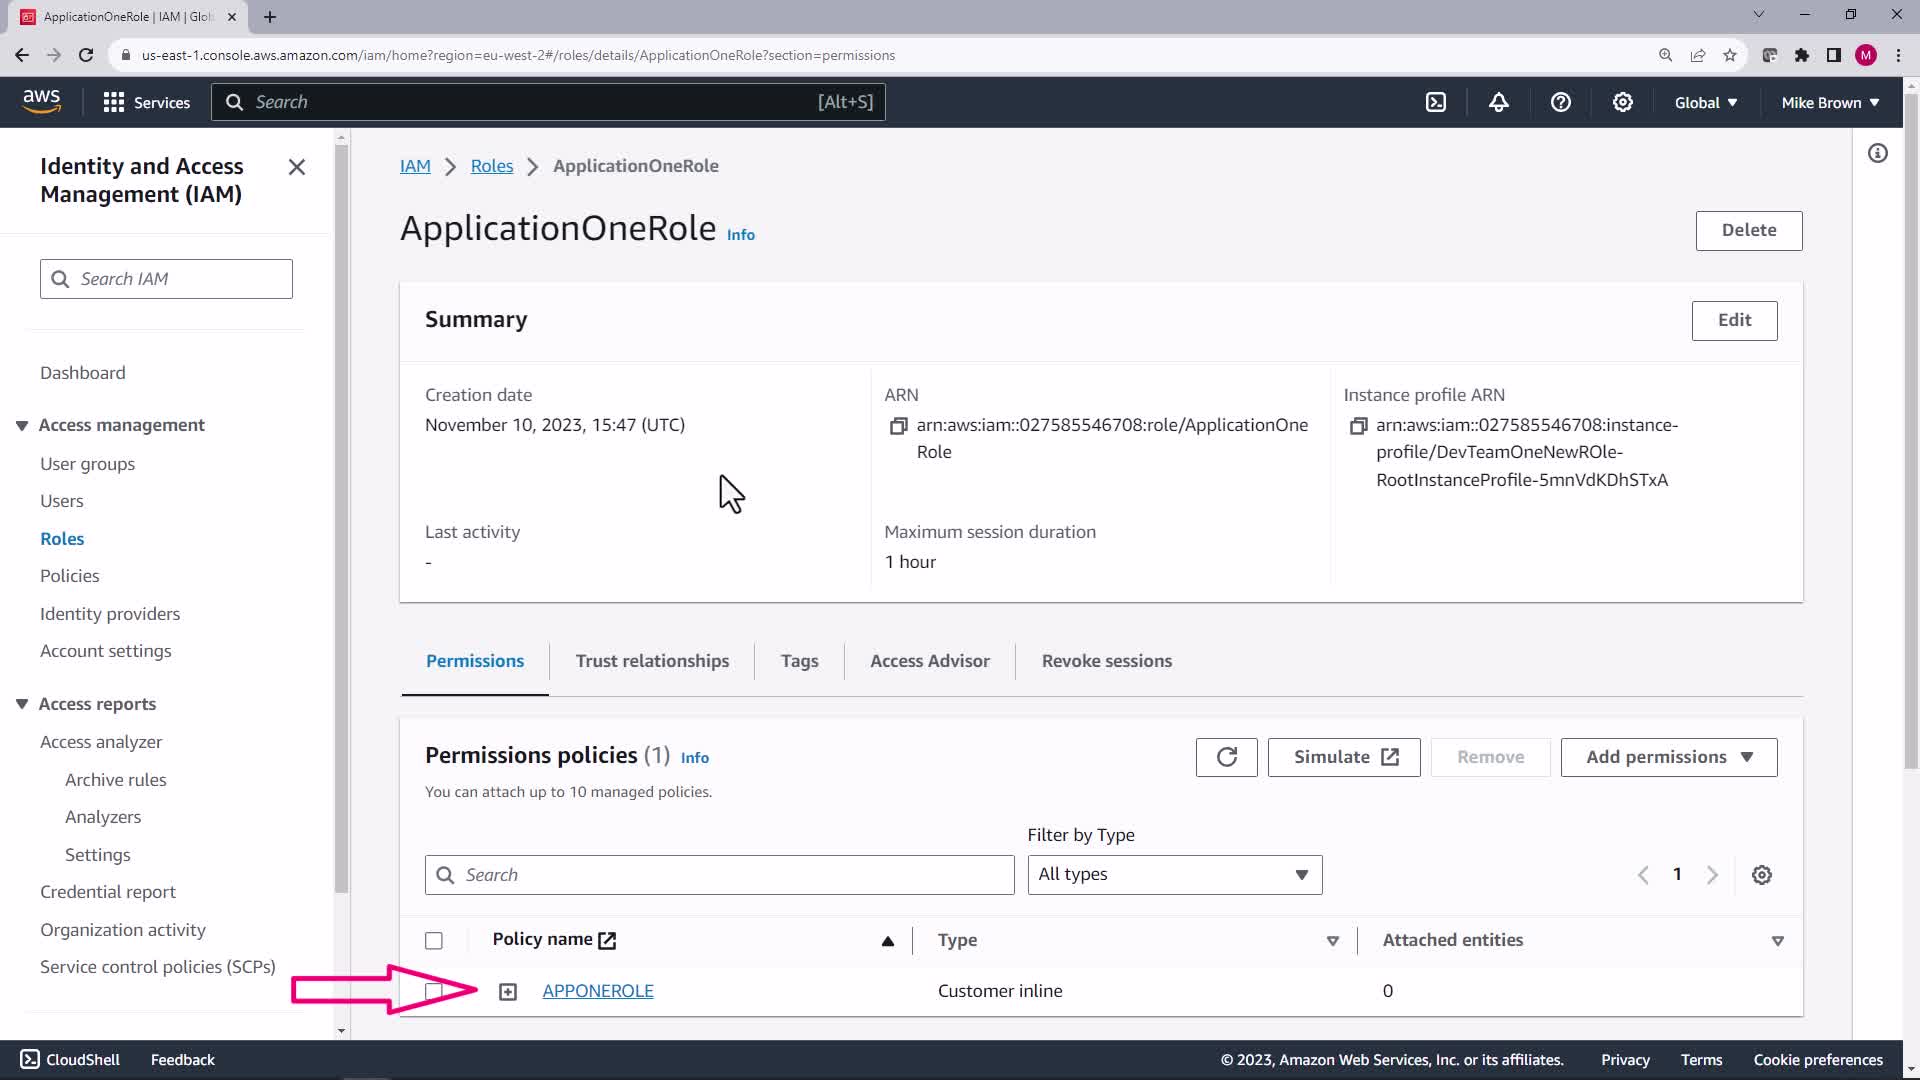 ApplicationOneRole | IAM | Glob
us-east-1.console.aws.amazon.com/iam/home?region=eu-west-2#/roles/details/ApplicationOneRole?section=permissions
M
aws
Services
Search
[Alt+S]
Global
Mike Brown
Identity and Access
Management (IAM)
Search IAM
Dashboard
Access management
User groups
Users
Roles
Policies
Identity providers
Account settings
Access reports
Access analyzer
Archive rules
Analyzers
Settings
Credential report
Organization activity
Service control policies (SCPs)
IAM > Roles > ApplicationOneRole
ApplicationOneRole Info
Delete
Summary
Edit
Creation date
November 10, 2023, 15:47 (UTC)
ARN
arn:aws:iam::027585546708:role/ApplicationOne
Role
Instance profile ARN
arn:aws:iam::027585546708:instance-
profile/DevTeamOneNewROle-
RootInstanceProfile-5mnVdKDhSTxA
Last activity
-
Maximum session duration
1 hour
Permissions
Trust relationships
Tags
Access Advisor
Revoke sessions
Permissions policies (1) Info
You can attach up to 10 managed policies.
Simulate
Remove
Add permissions
Filter by Type
Search
All types
1
Policy name
Type
Attached entities
APPONEROLE
Customer inline
0
CloudShell
Feedback
© 2023, Amazon Web Services, Inc. or its affiliates.
Privacy
Terms
Cookie preferences